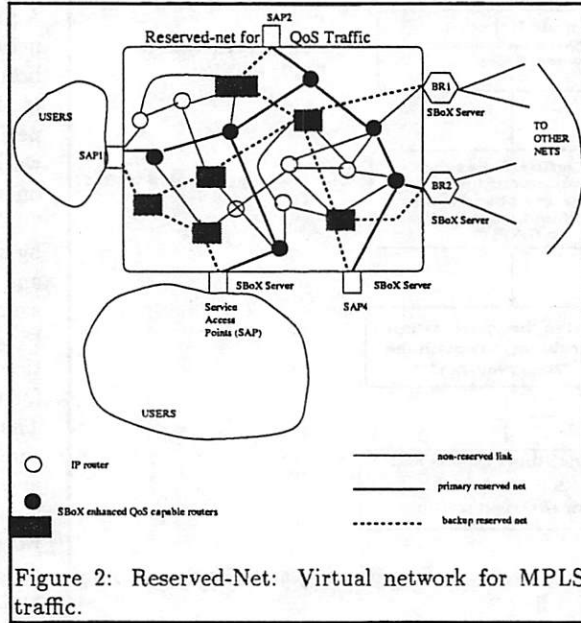 SAP2
Reserved-net for QoS Traffic
USERS
BR1
SBoX Server
TO
OTHER
NETS
SAP1
BR2
SBoX Server
SBoX Server
SBoX Server
Service
Access
Points (SAP)
SAP4
USERS
IP router
SBoX enhanced QoS capable routers
non-reserved link
primary reserved net
backup reserved net
Figure 2: Reserved-Net: Virtual network for MPLS
traffic.